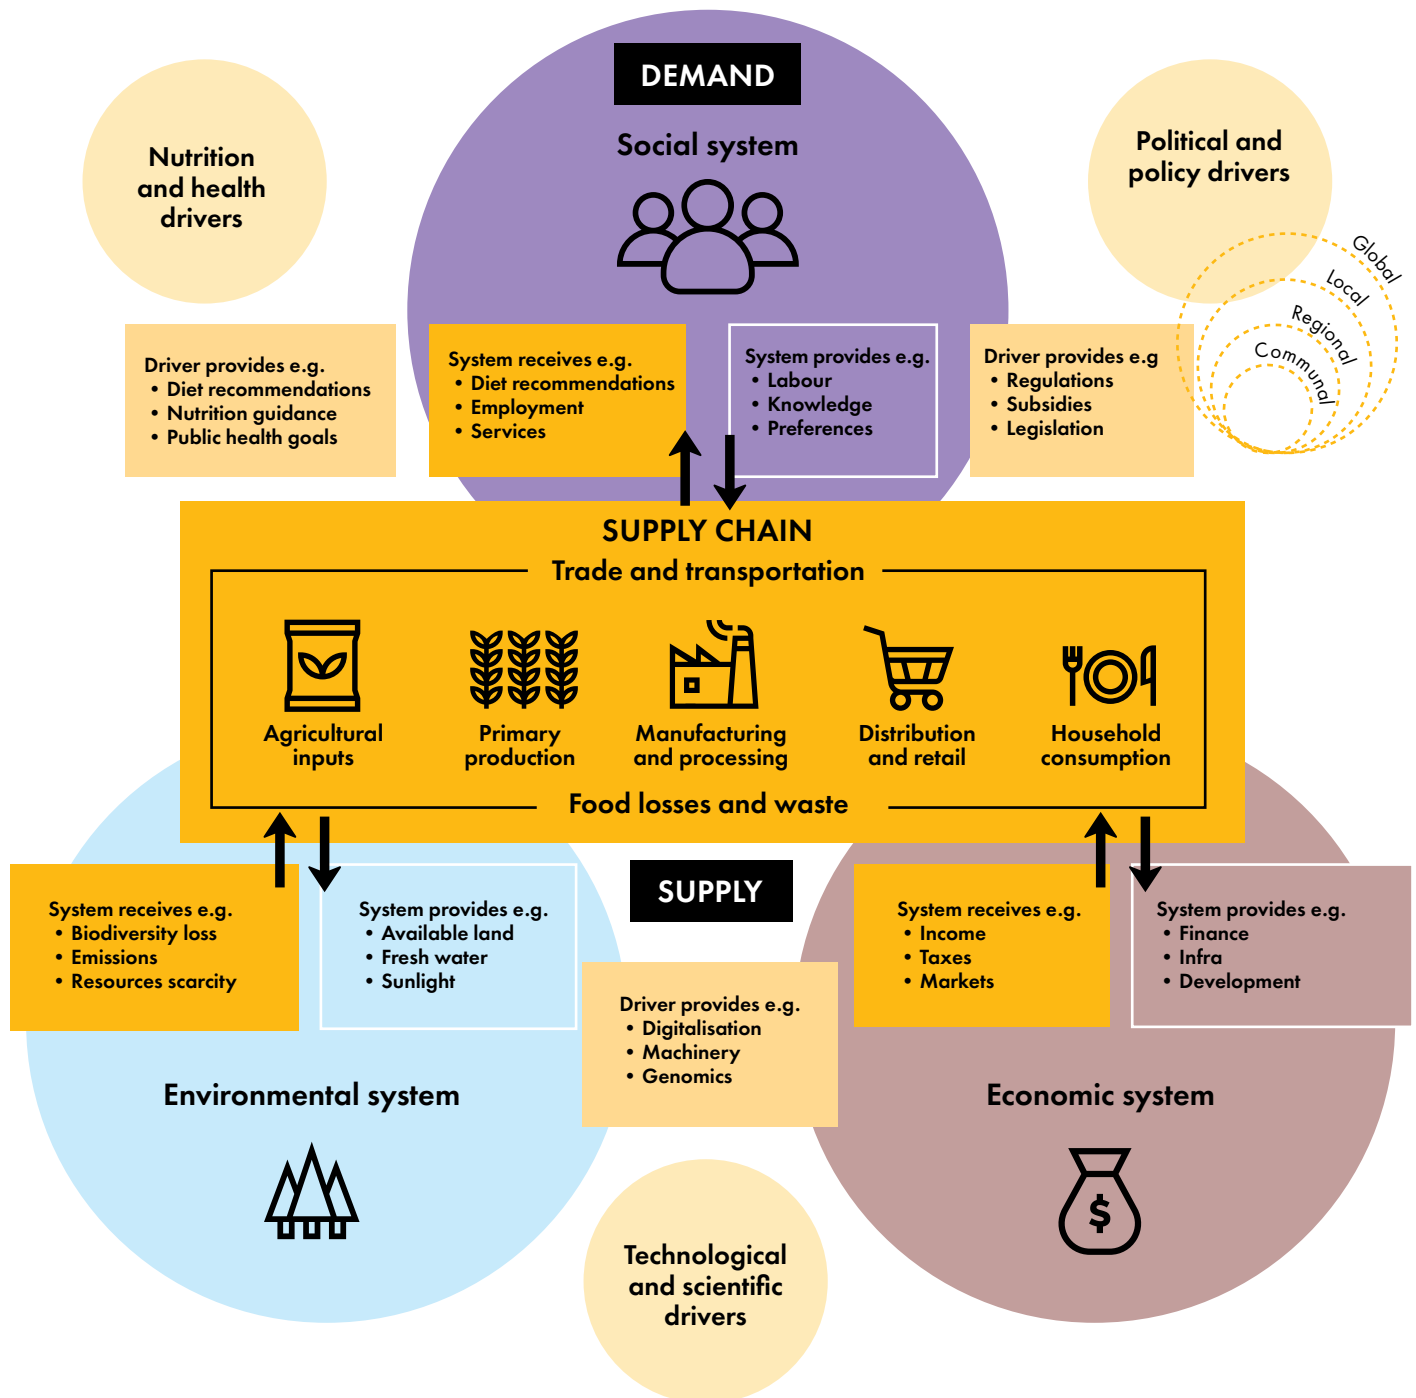 DEMAND
Social system
Nutrition
and health
drivers
Political and
policy drivers
Global
Local
Regional
Communal
Driver provides e.g.
• Diet recommendations
• Nutrition guidance
• Public health goals
System receives e.g.
• Diet recommendations
• Employment
• Services
System provides e.g.
• Labour
• Knowledge
• Preferences
Driver provides e.g
• Regulations
• Subsidies
• Legislation
SUPPLY CHAIN
Trade and transportation
Agricultural
inputs
Primary
production
Manufacturing
and processing
Distribution
and retail
Household
consumption
Food losses and waste
SUPPLY
System receives e.g.
• Biodiversity loss
• Emissions
• Resources scarcity
System provides e.g.
• Available land
• Fresh water
• Sunlight
Driver provides e.g.
• Digitalisation
• Machinery
• Genomics
System receives e.g.
• Income
• Taxes
• Markets
System provides e.g.
• Finance
• Infra
• Development
Environmental system
Economic system
$
Technological
and scientific
drivers